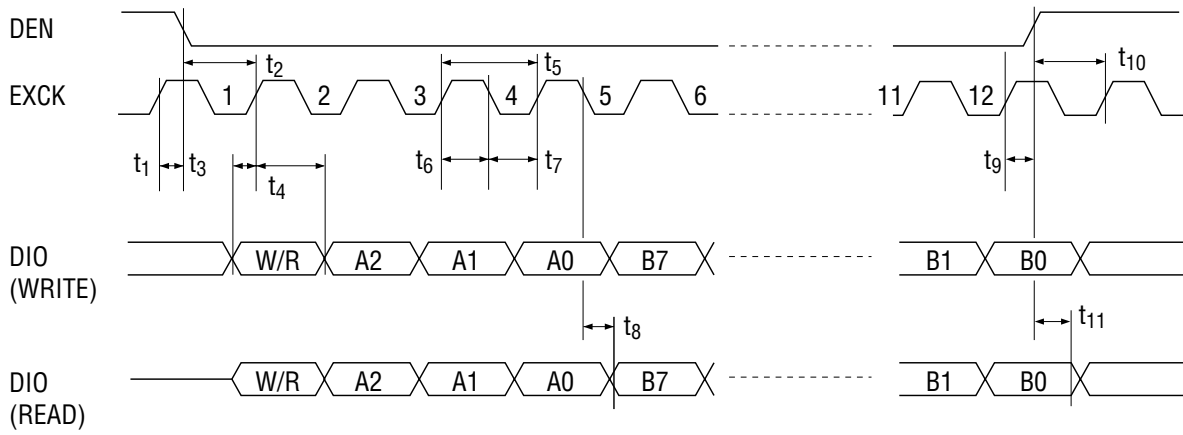 DEN
t2 t5 t10
EXCK 1 2 3 4 5 6 11 12
t1 t3 t4 t6 t7 t9
DIO (WRITE) W/R A2 A1 A0 B7 B1 B0
t8 t11
DIO (READ) W/R A2 A1 A0 B7 B1 B0